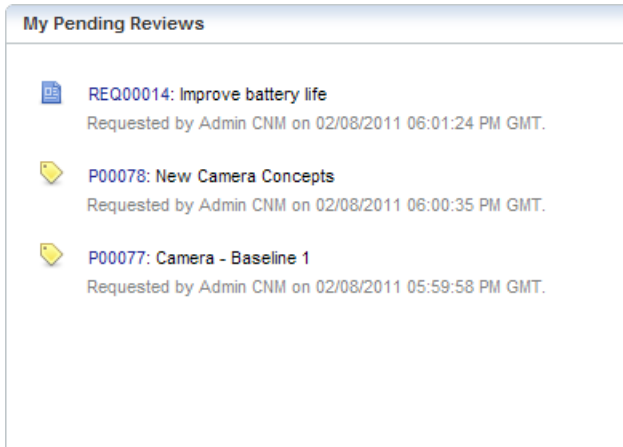 My Pending Reviews
REQ00014: Improve battery life
Requested by Admin CNM on 02/08/2011 06:01:24 PM GMT.
P00078: New Camera Concepts
Requested by Admin CNM on 02/08/2011 06:00:35 PM GMT.
P00077: Camera - Baseline 1
Requested by Admin CNM on 02/08/2011 05:59:58 PM GMT.